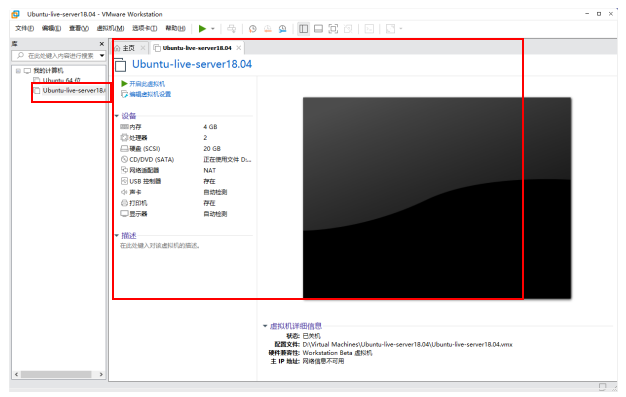 Ubuntu-live-server18.04 - VMware Workstation
文件(F) 编辑(E) 查看(V) 虚拟机(M) 选项卡(T) 帮助(H)
库
在此处键入内容进行搜索
我的计算机
Ubuntu 64 位
Ubuntu-live-server18.
主页
Ubuntu-live-server18.04
Ubuntu-live-server18.04
开启此虚拟机
编辑虚拟机设置
设备
内存 4 GB
处理器 2
硬盘 (SCSI) 20 GB
CD/DVD (SATA) 正在使用文件 D:...
网络适配器 NAT
USB 控制器 存在
声卡 自动检测
打印机 存在
显示器 自动检测
描述
在此处键入对该虚拟机的描述。
虚拟机详细信息
状态: 已关机
配置文件: D:\Virtual Machines\Ubuntu-live-server18.04\Ubuntu-live-server18.04.vmx
硬件兼容性: Workstation Beta 虚拟机
主 IP 地址: 网络信息不可用